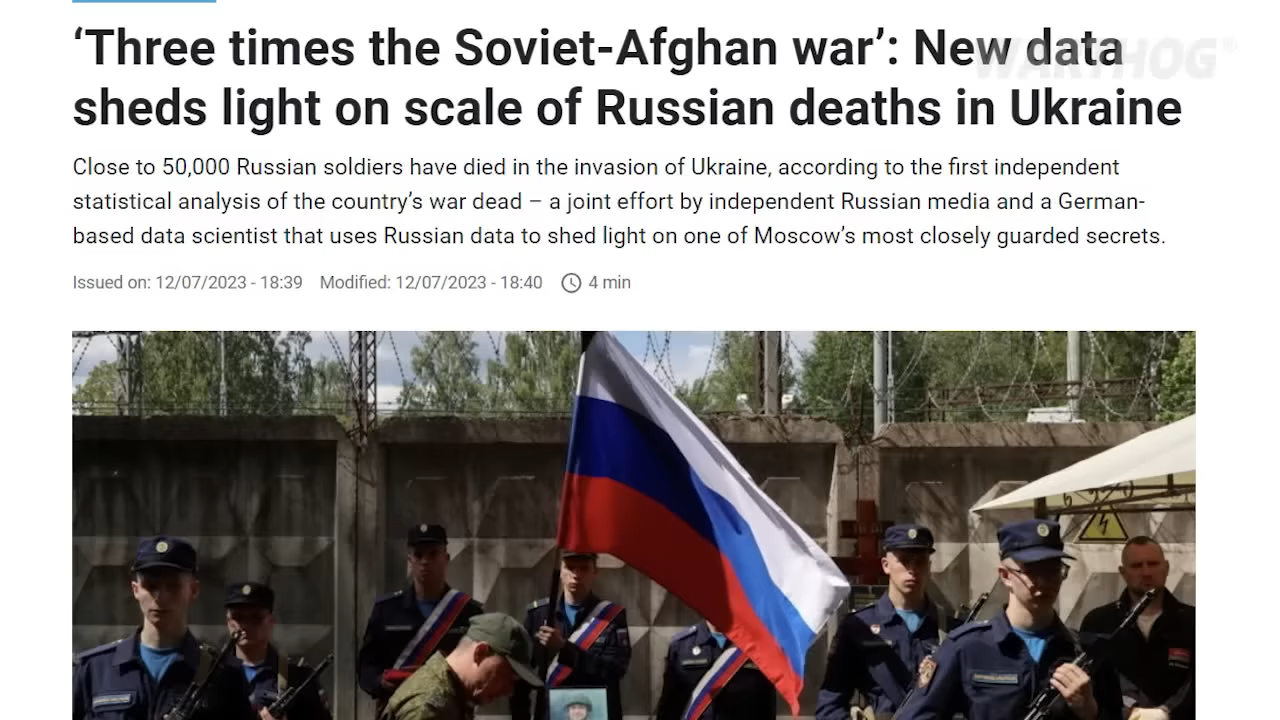 ‘Three times the Soviet-Afghan war’: New data
WARTHOG®
sheds light on scale of Russian deaths in Ukraine
Close to 50,000 Russian soldiers have died in the invasion of Ukraine, according to the first independent
statistical analysis of the country’s war dead – a joint effort by independent Russian media and a German-
based data scientist that uses Russian data to shed light on one of Moscow’s most closely guarded secrets.
Issued on: 12/07/2023 - 18:39 Modified: 12/07/2023 - 18:40 4 min